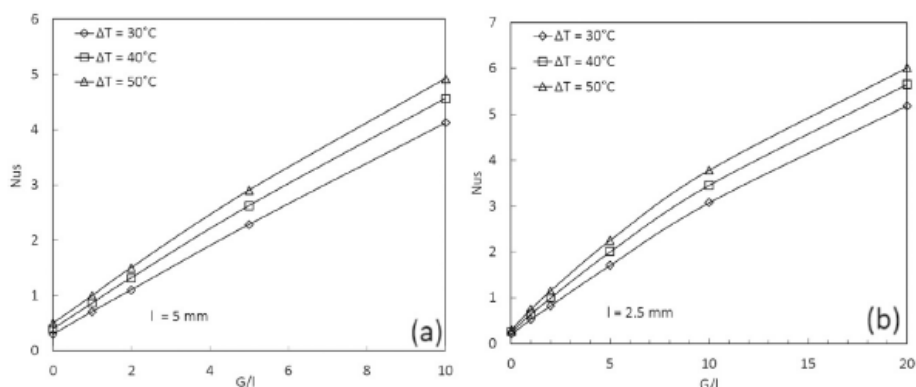 6
5
4
3
2
1
0
Nus
ΔT = 30°C
ΔT = 40°C
ΔT = 50°C
l = 5 mm
(a)
0 2 4 6 8 10
G/l
7
6
5
4
3
2
1
0
Nus
ΔT = 30°C
ΔT = 40°C
ΔT = 50°C
l = 2.5 mm
(b)
0 5 10 15 20
G/l